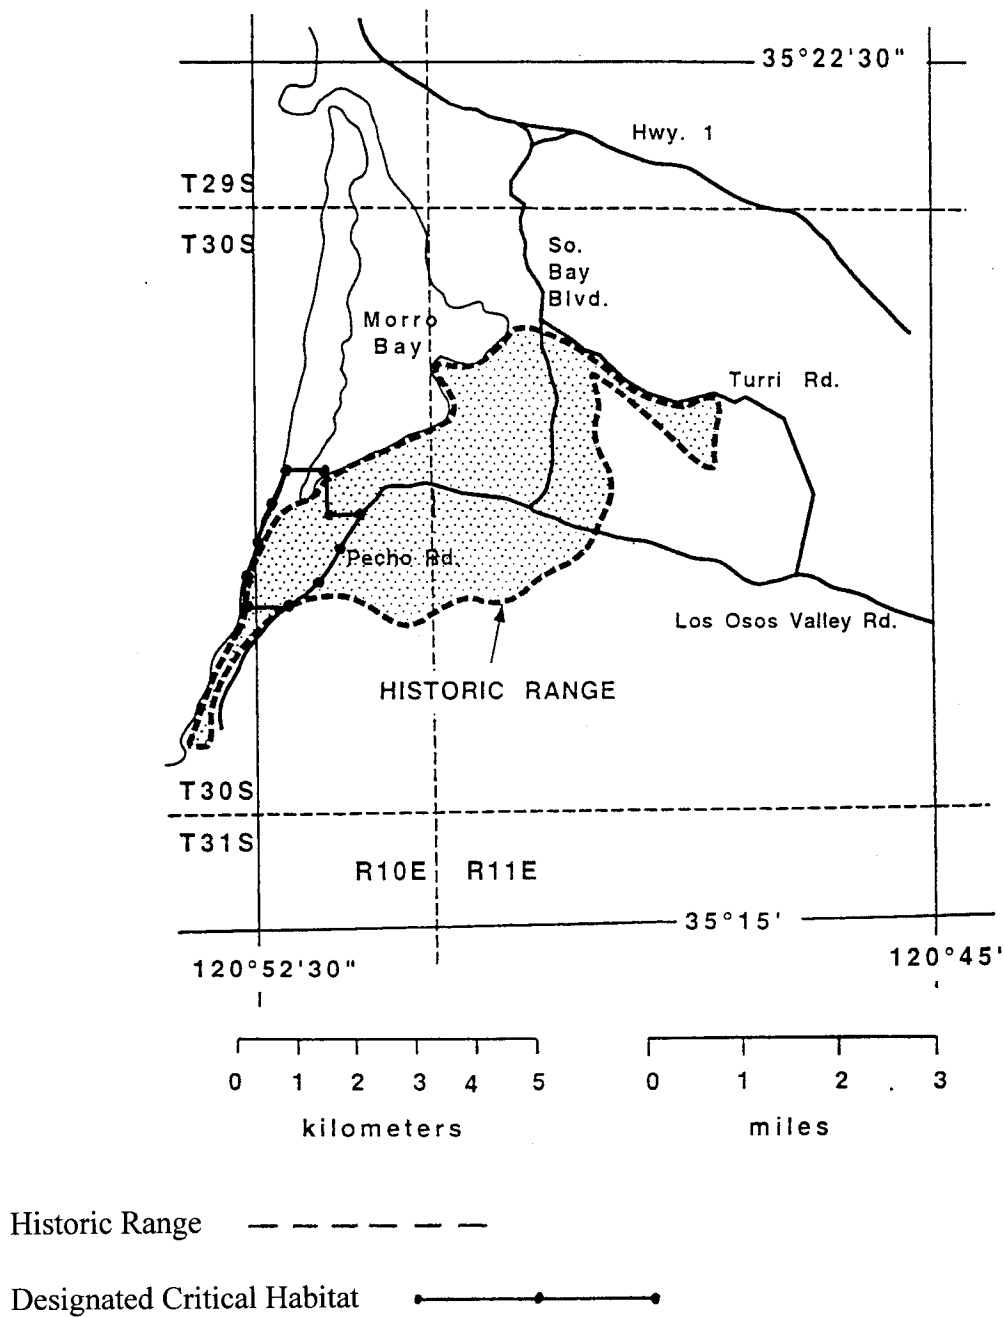 35°22'30"
Hwy. 1
T29S
T30S
So.
Bay
Blvd.
Morro
Bay
Turri Rd.
Pecho Rd.
Los Osos Valley Rd.
HISTORIC RANGE
T30S
T31S
R10E R11E
35°15'
120°52'30"
120°45'
0 1 2 3 4 5
kilometers
0 1 2 3
miles
Historic Range
Designated Critical Habitat